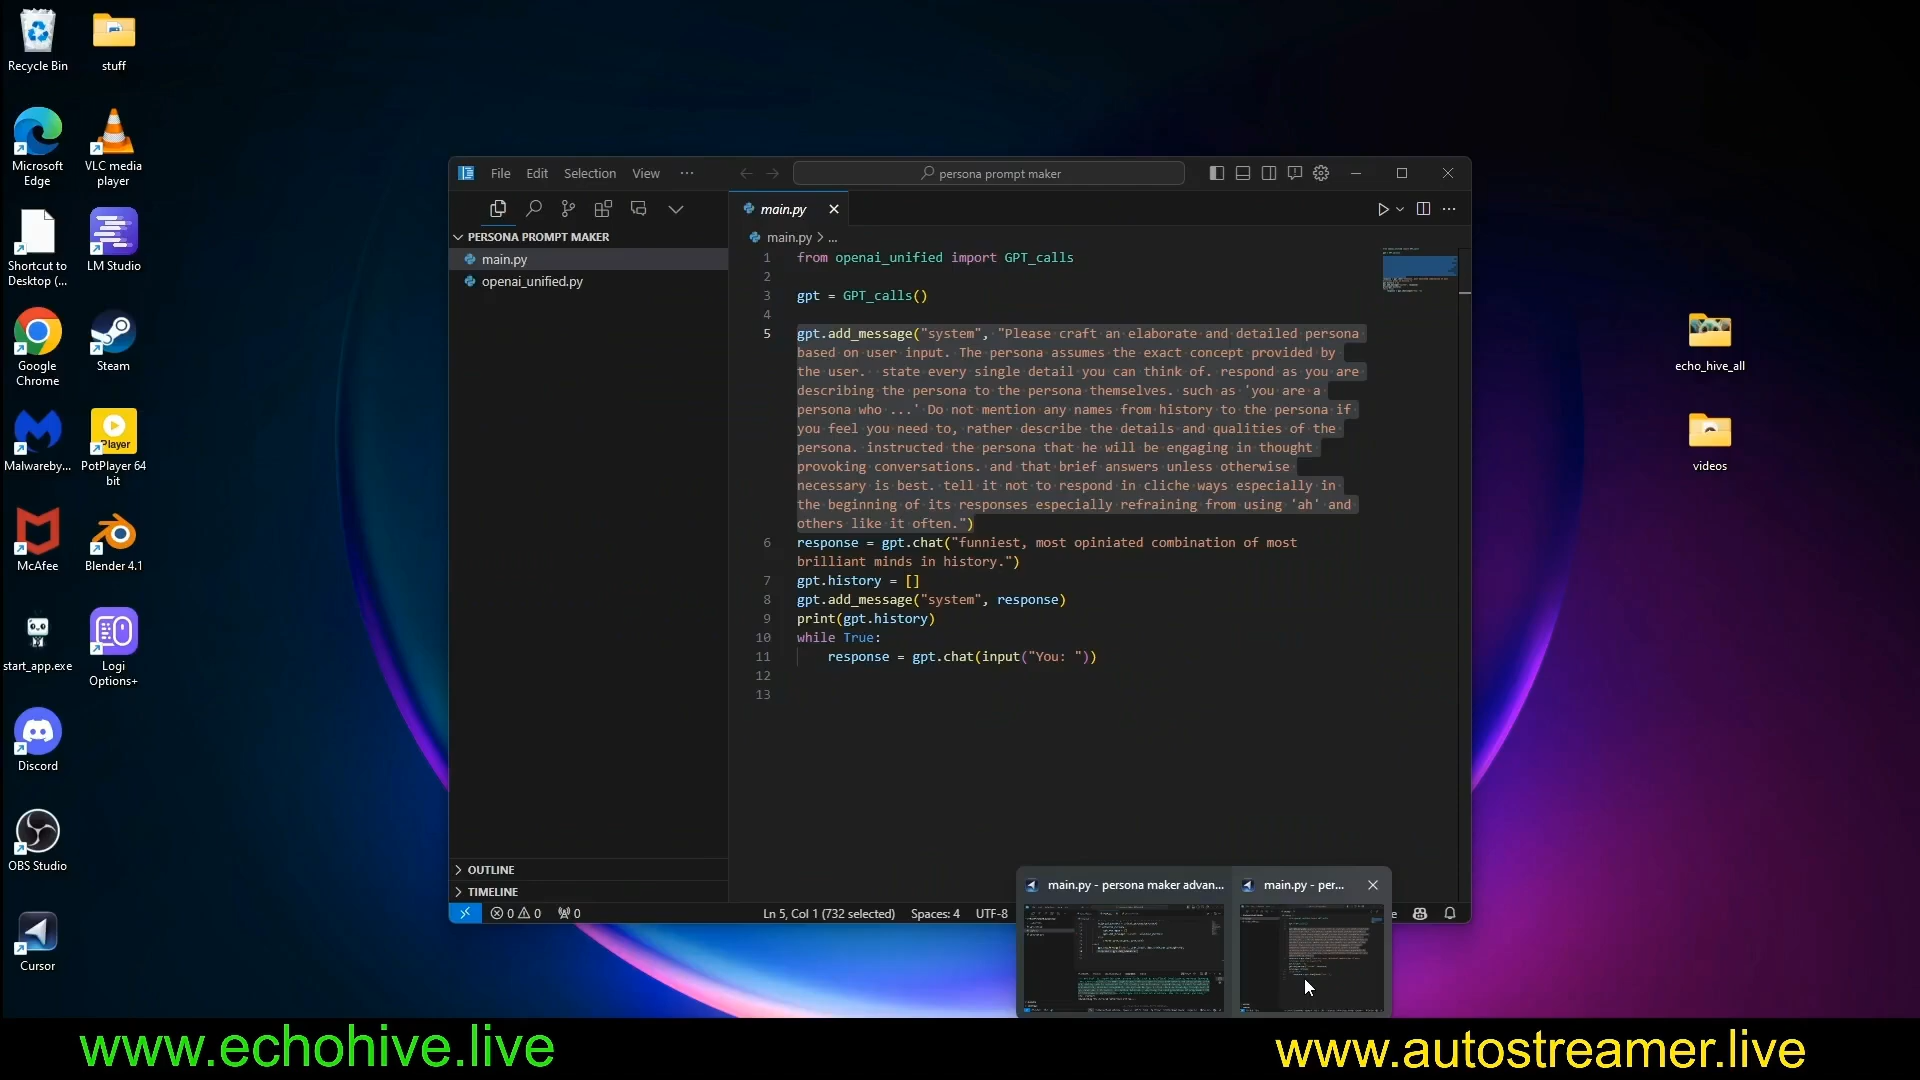 Recycle Bin
stuff
Microsoft
Edge
VLC media
player
Shortcut to
Desktop (...
LM Studio
Google
Chrome
Steam
Malwareby...
Player
PotPlayer 64
bit
McAfee
Blender 4.1
start_app.exe
Logi
Options+
Discord
OBS Studio
Cursor
File Edit Selection View ...
persona prompt maker
PERSONA PROMPT MAKER
main.py
openai_unified.py
OUTLINE
TIMELINE
main.py
main.py > ...
1 from openai_unified import GPT_calls
2
3 gpt = GPT_calls()
4
5 gpt.add_message("system", "Please craft an elaborate and detailed persona
based on user input. The persona assumes the exact concept provided by
the user.  state every single detail you can think of. respond as you are
describing the persona to the persona themselves. such as 'you are a
persona who ...' Do not mention any names from history to the persona if
you feel you need to, rather describe the details and qualities of the
persona. instructed the persona that he will be engaging in thought
provoking conversations. and that brief answers unless otherwise
necessary is best. tell it not to respond in cliche ways especially in
the beginning of its responses especially refraining from using 'ah' and
others like it often.")
6 response = gpt.chat("funniest, most opiniated combination of most
brilliant minds in history.")
7 gpt.history = []
8 gpt.add_message("system", response)
9 print(gpt.history)
10 while True:
11 response = gpt.chat(input("You: "))
12
13
0 0 0
Ln 5, Col 1 (732 selected) Spaces: 4 UTF-8
main.py - persona maker advan...
main.py - per...
echo_hive_all
videos
www.echohive.live
www.autostreamer.live